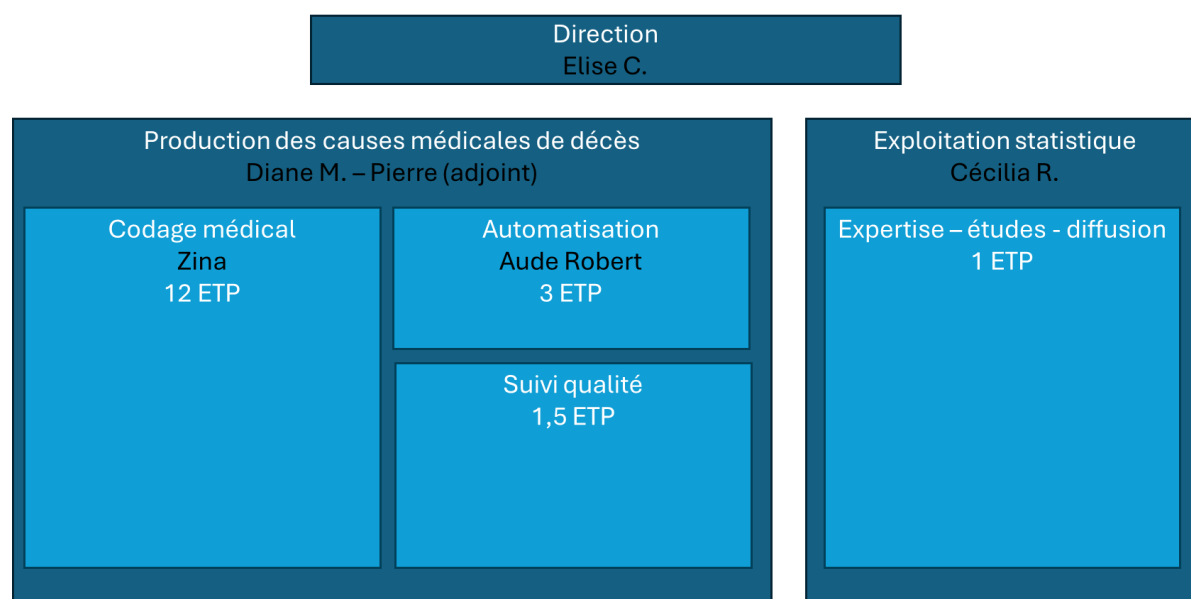 Direction
Elise C.
Production des causes médicales de décès
Diane M. – Pierre (adjoint)
Codage médical
Zina
12 ETP
Automatisation
Aude Robert
3 ETP
Suivi qualité
1,5 ETP
Exploitation statistique
Cécilia R.
Expertise – études - diffusion
1 ETP